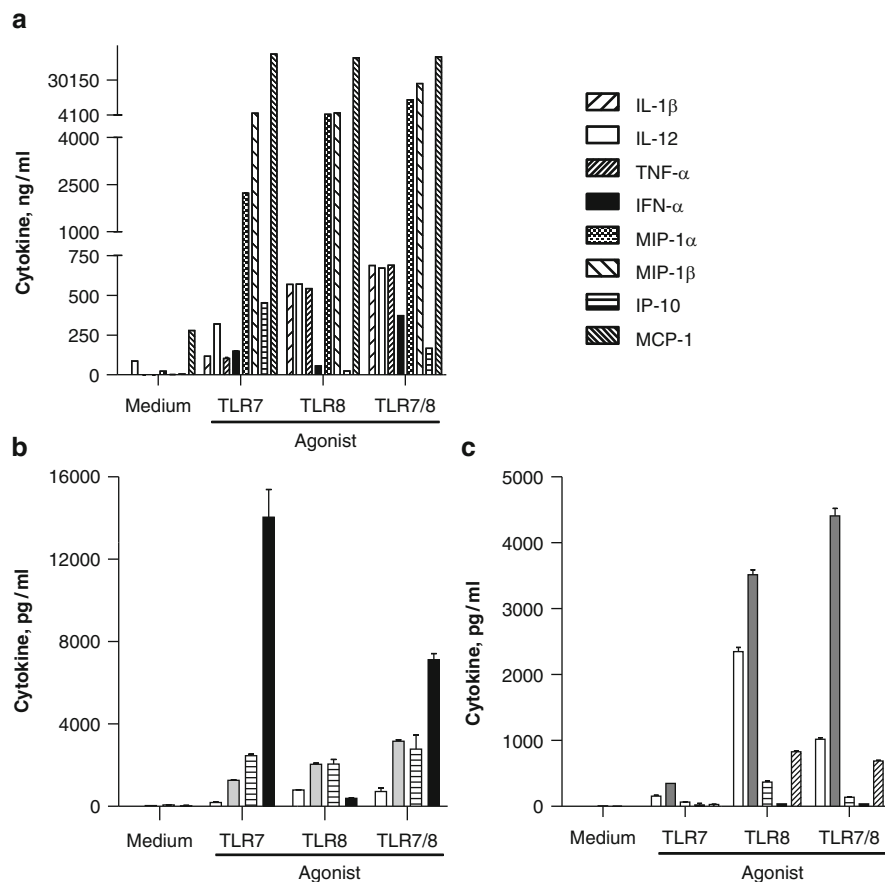 a
Cytokine, ng/ml
30150
4100
4000
2500
1000
750
500
250
0
Medium TLR7 TLR8 TLR7/8
Agonist
IL-1β
IL-12
TNF-α
IFN-α
MIP-1α
MIP-1β
IP-10
MCP-1
b
Cytokine, pg/ml
16000
12000
8000
4000
0
Medium TLR7 TLR8 TLR7/8
Agonist
c
Cytokine, pg/ml
5000
4000
3000
2000
1000
0
Medium TLR7 TLR8 TLR7/8
Agonist